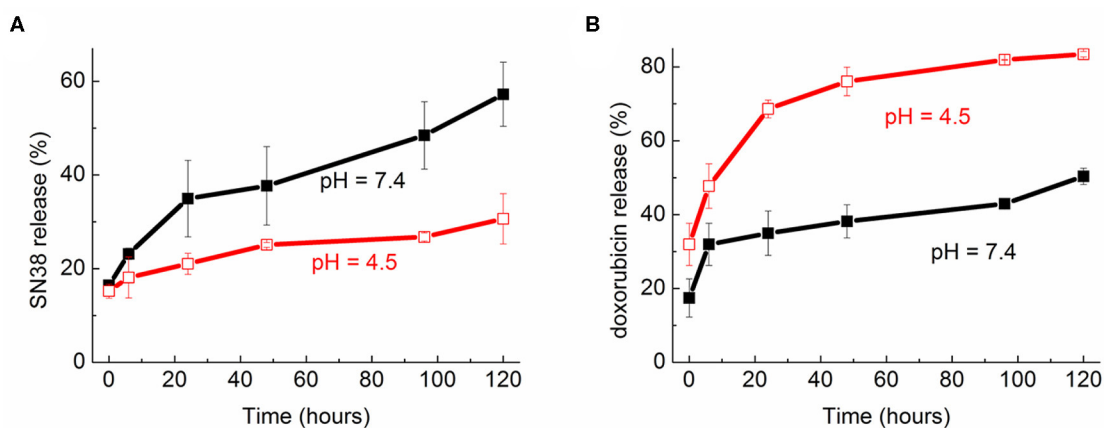 A
SN38 release (%)
60
40
20
0
pH = 7.4
pH = 4.5
0 20 40 60 80 100 120
Time (hours)
B
doxorubicin release (%)
80
60
40
20
0
pH = 4.5
pH = 7.4
0 20 40 60 80 100 120
Time (hours)